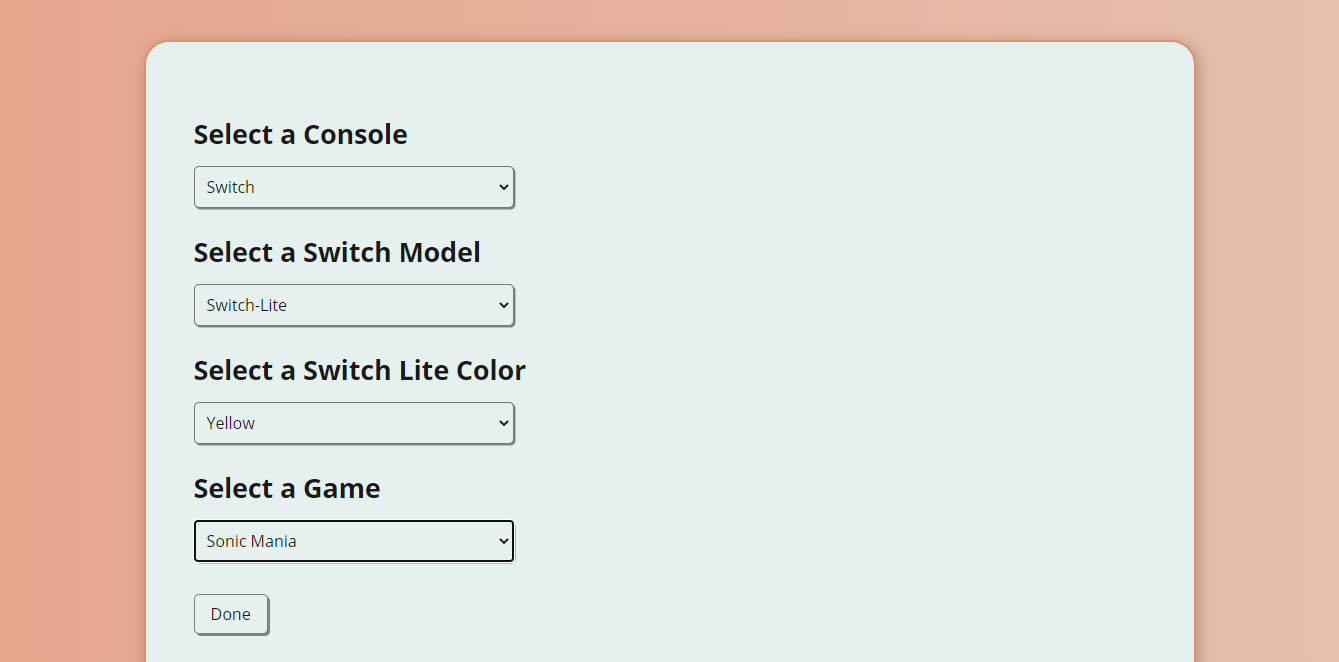 Select a Console
Switch
Select a Switch Model
Switch-Lite
Select a Switch Lite Color
Yellow
Select a Game
Sonic Mania
Done